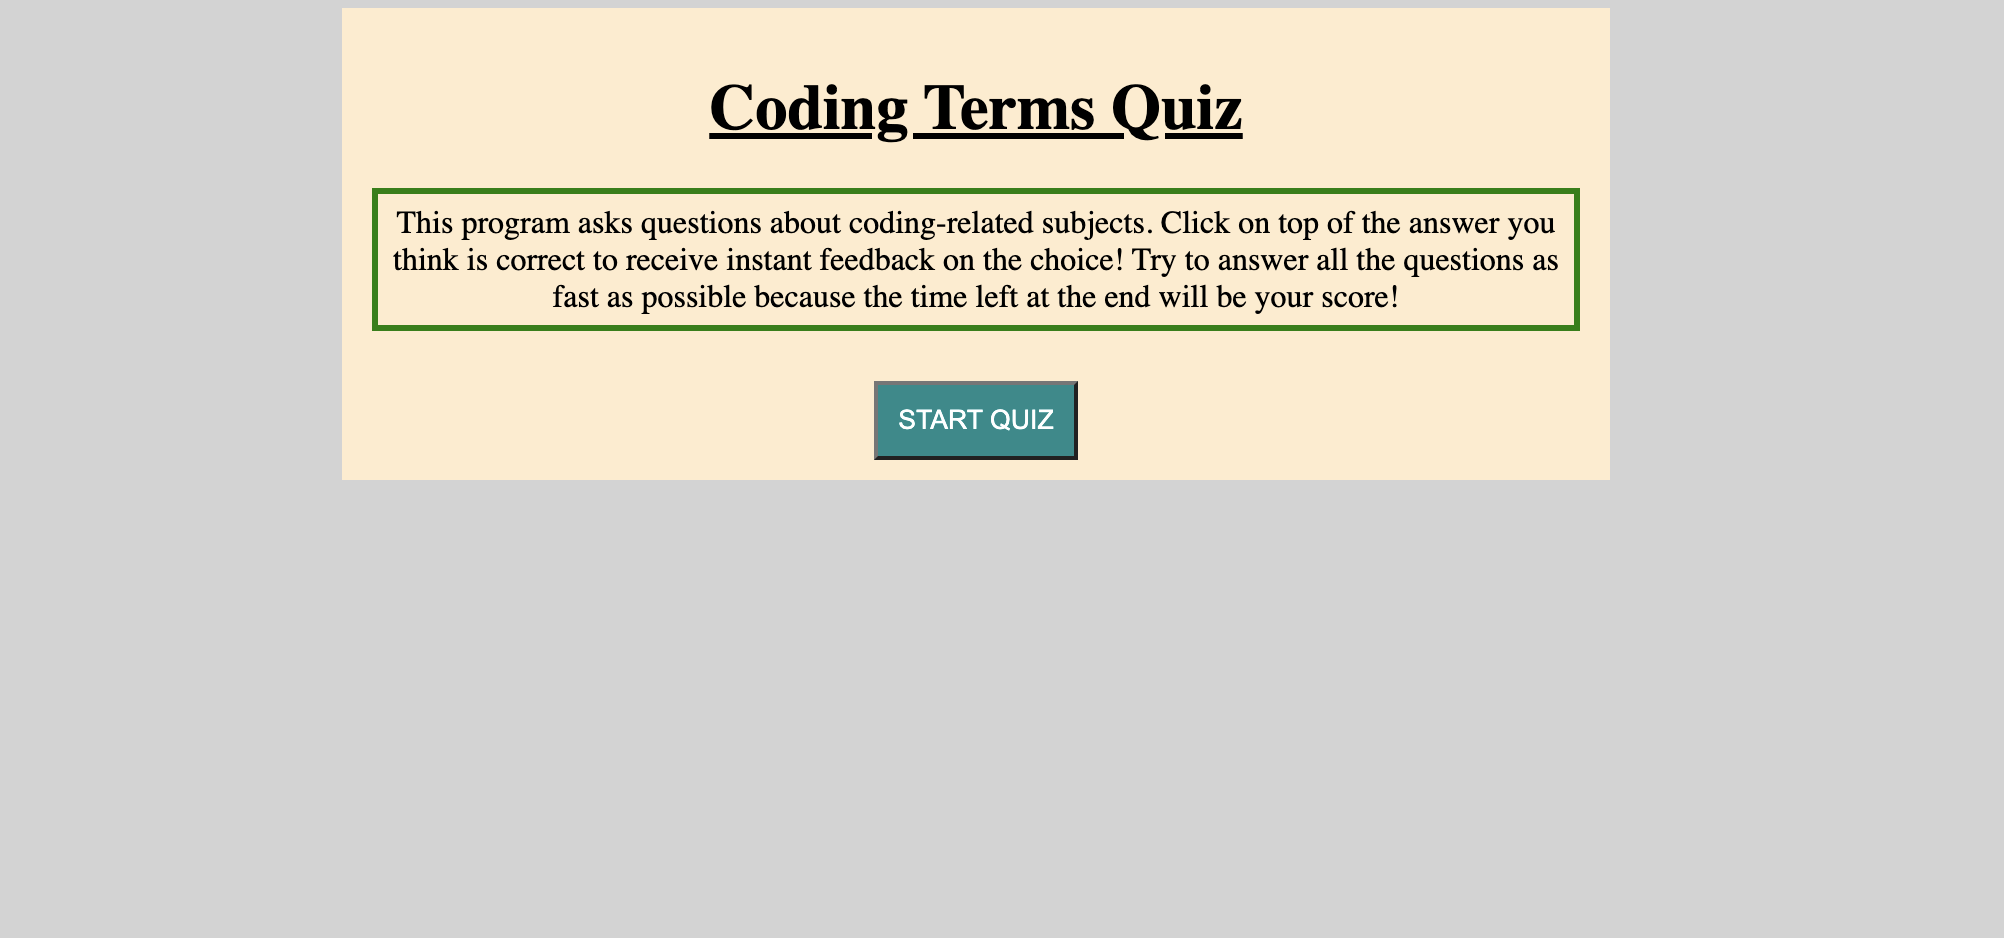 Coding Terms Quiz
This program asks questions about coding-related subjects. Click on top of the answer you
think is correct to receive instant feedback on the choice! Try to answer all the questions as
fast as possible because the time left at the end will be your score!
START QUIZ